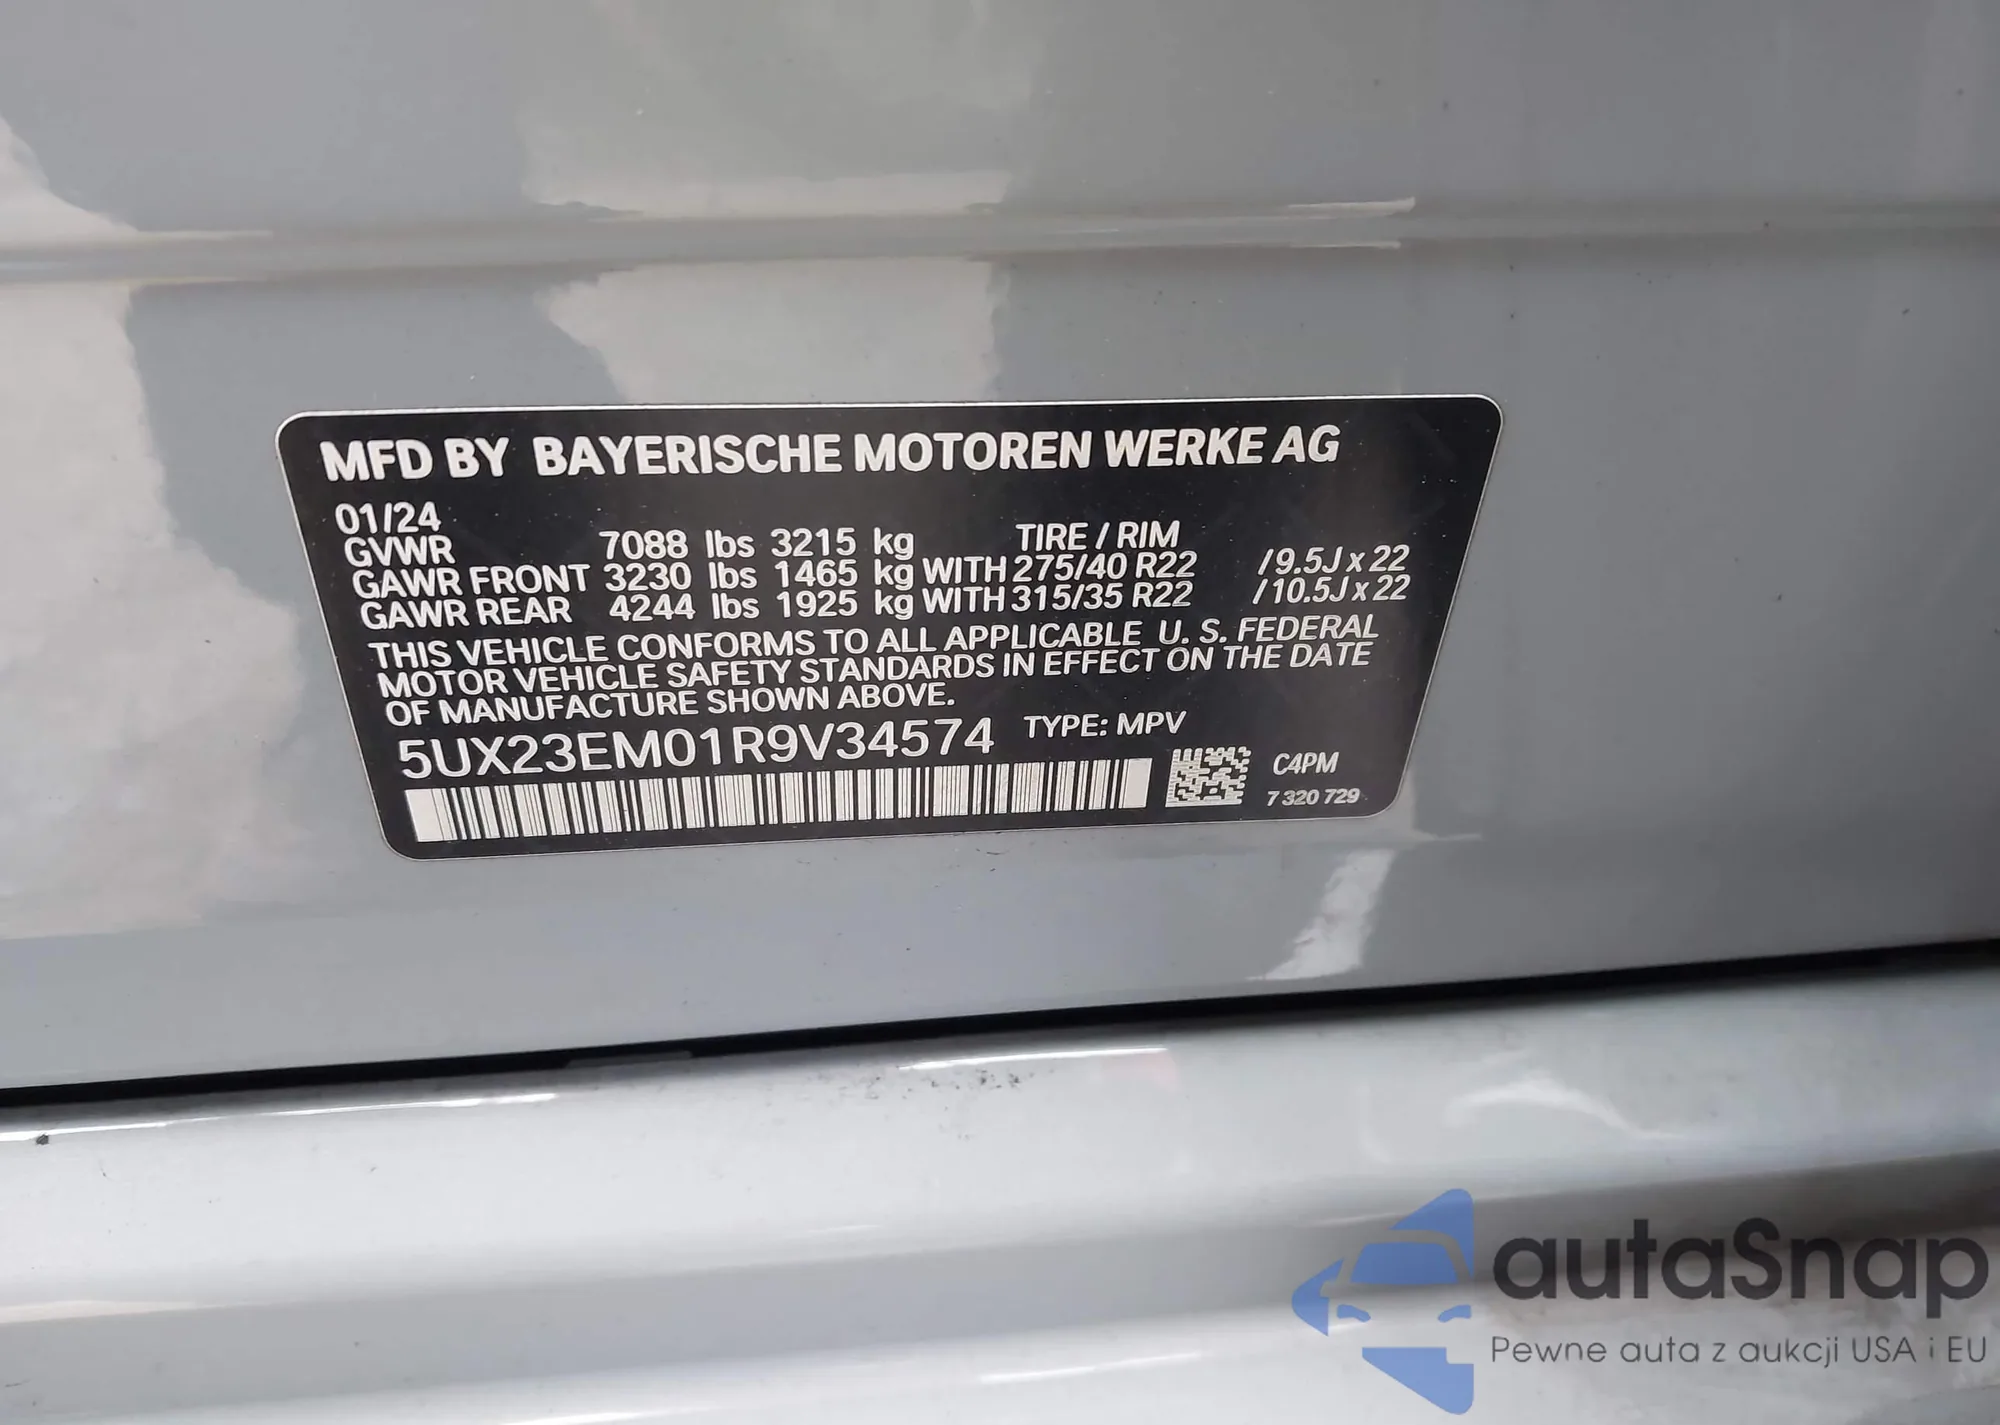 MFD BY BAYERISCHE MOTOREN WERKE AG
01/24
GVWR 7088 lbs 3215 kg TIRE / RIM
GAWR FRONT 3230 lbs 1465 kg WITH 275/40 R22 /9.5J x 22
GAWR REAR 4244 lbs 1925 kg WITH 315/35 R22 /10.5J x 22
THIS VEHICLE CONFORMS TO ALL APPLICABLE U. S. FEDERAL
MOTOR VEHICLE SAFETY STANDARDS IN EFFECT ON THE DATE
OF MANUFACTURE SHOWN ABOVE.
5UX23EM01R9V34574 TYPE: MPV
C4PM
7 320 729
autaSnap
Pewne auta z aukcji USA i EU